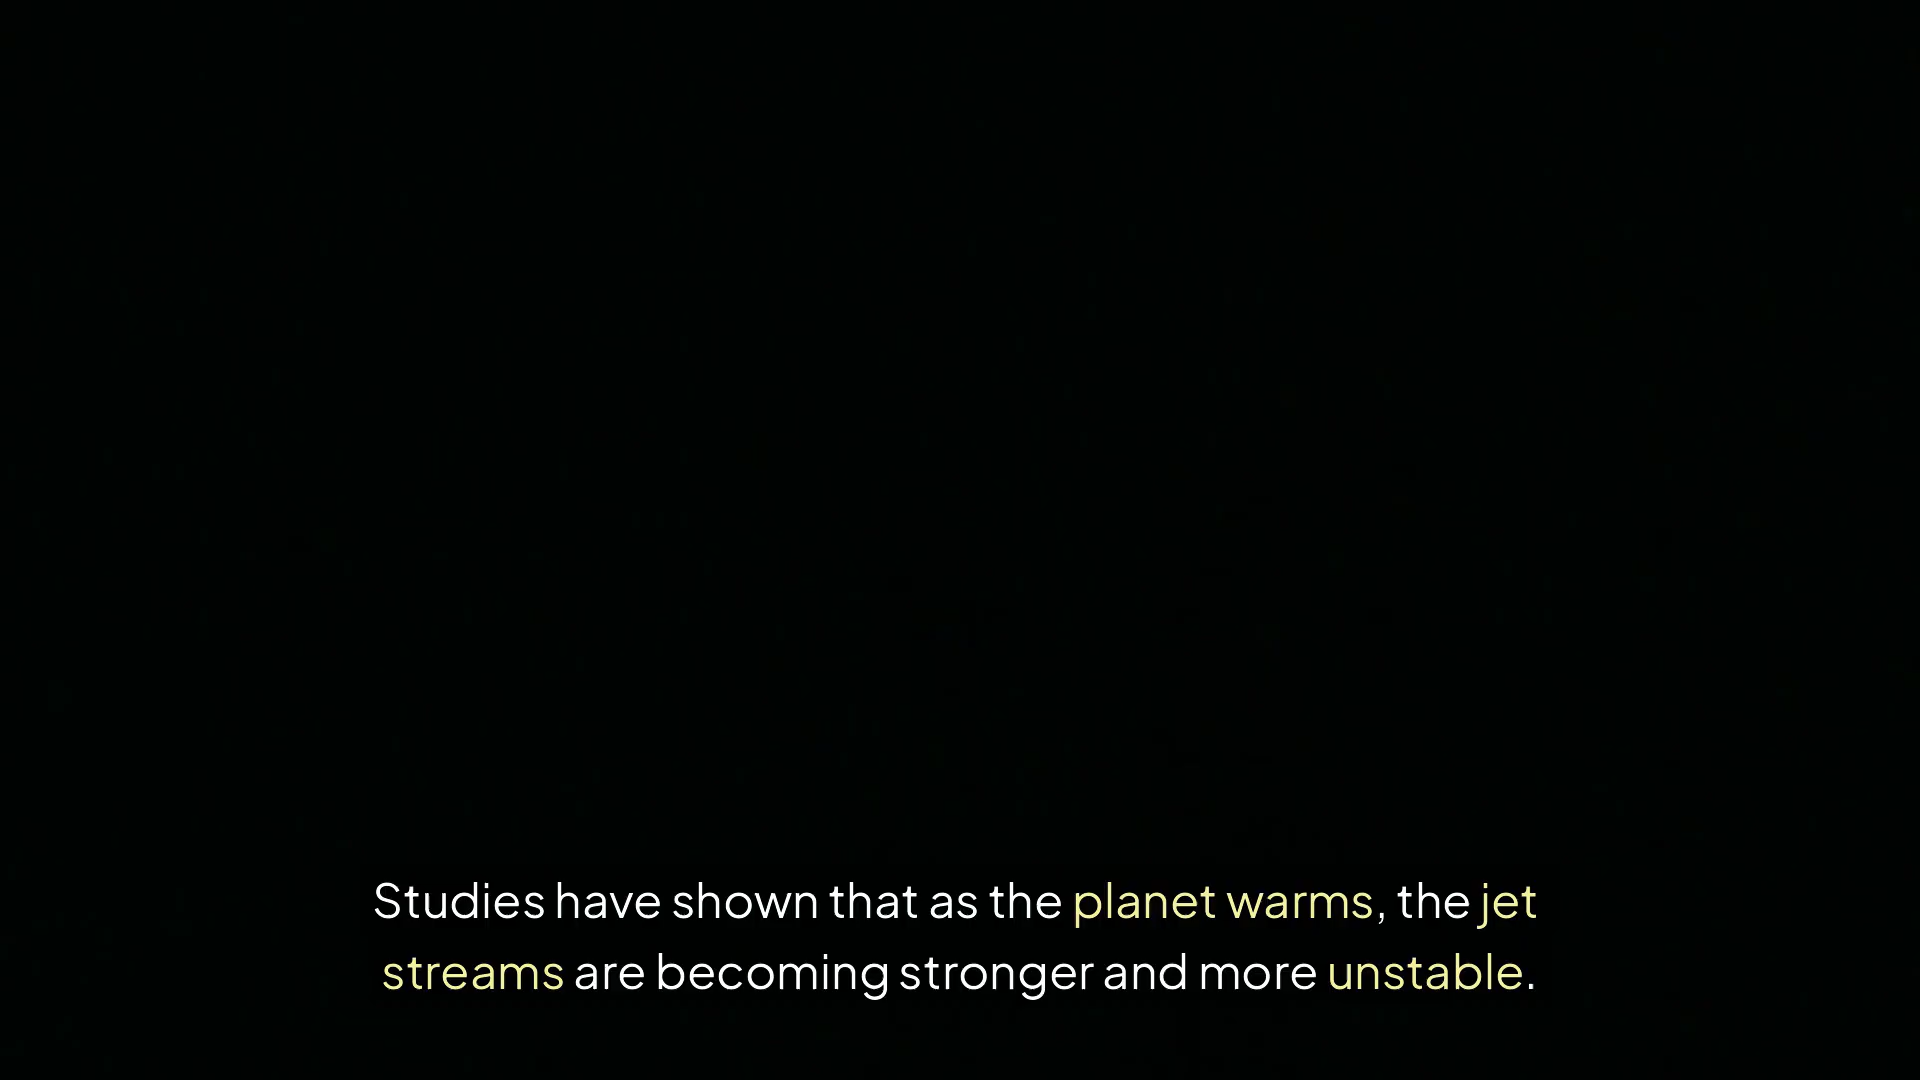 Studies have shown that as the planet warms, the jet
streams are becoming stronger and more unstable.